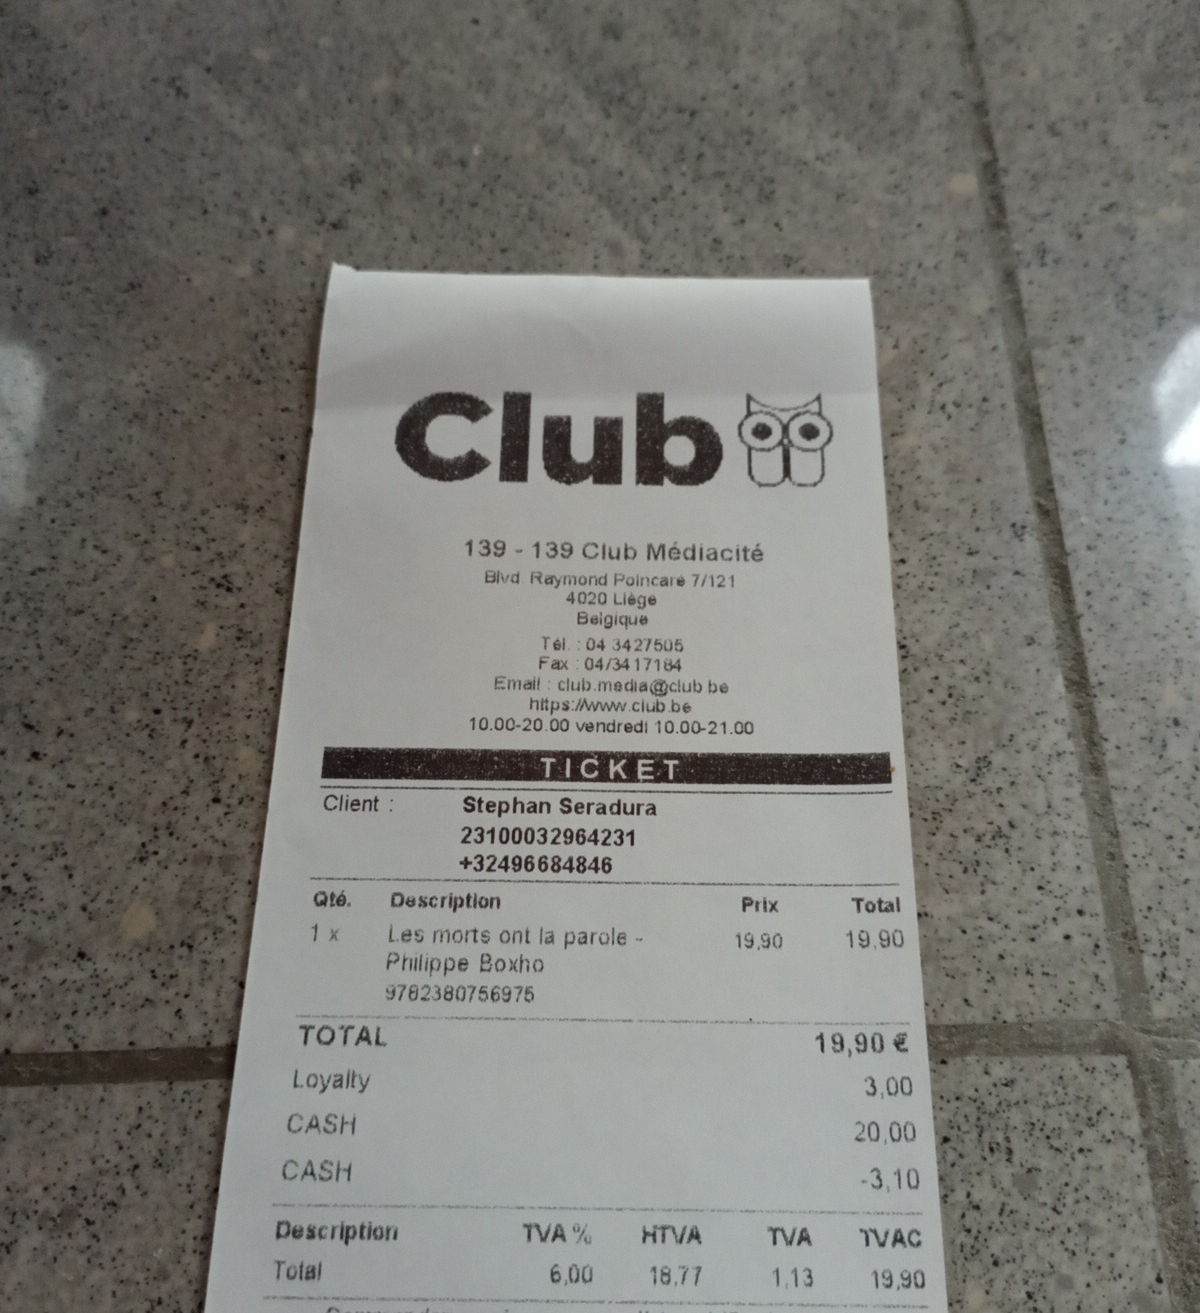 Club
139 - 139 Club Médiacité
Blvd. Raymond Poincaré 7/121
4020 Liège
Belgique
Tél. : 04 3427505
Fax : 04/3417184
Email : club.media@club.be
https://www.club.be
10.00-20.00 vendredi 10.00-21.00
TICKET
Client : Stephan Seradura
23100032964231
+32496684846
Qté. Description Prix Total
1 x Les morts ont la parole - 19,90 19,90
Philippe Boxho
9782380756975
TOTAL 19,90 €
Loyalty 3,00
CASH 20,00
CASH -3,10
Description TVA % HTVA TVA TVAC
Total 6,00 18,77 1,13 19,90